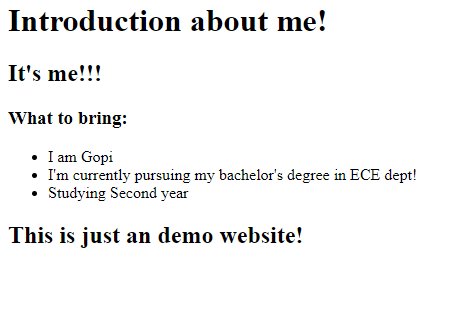 Introduction about me!
It's me!!!
What to bring:
I am Gopi
I'm currently pursuing my bachelor's degree in ECE dept!
Studying Second year
This is just an demo website!